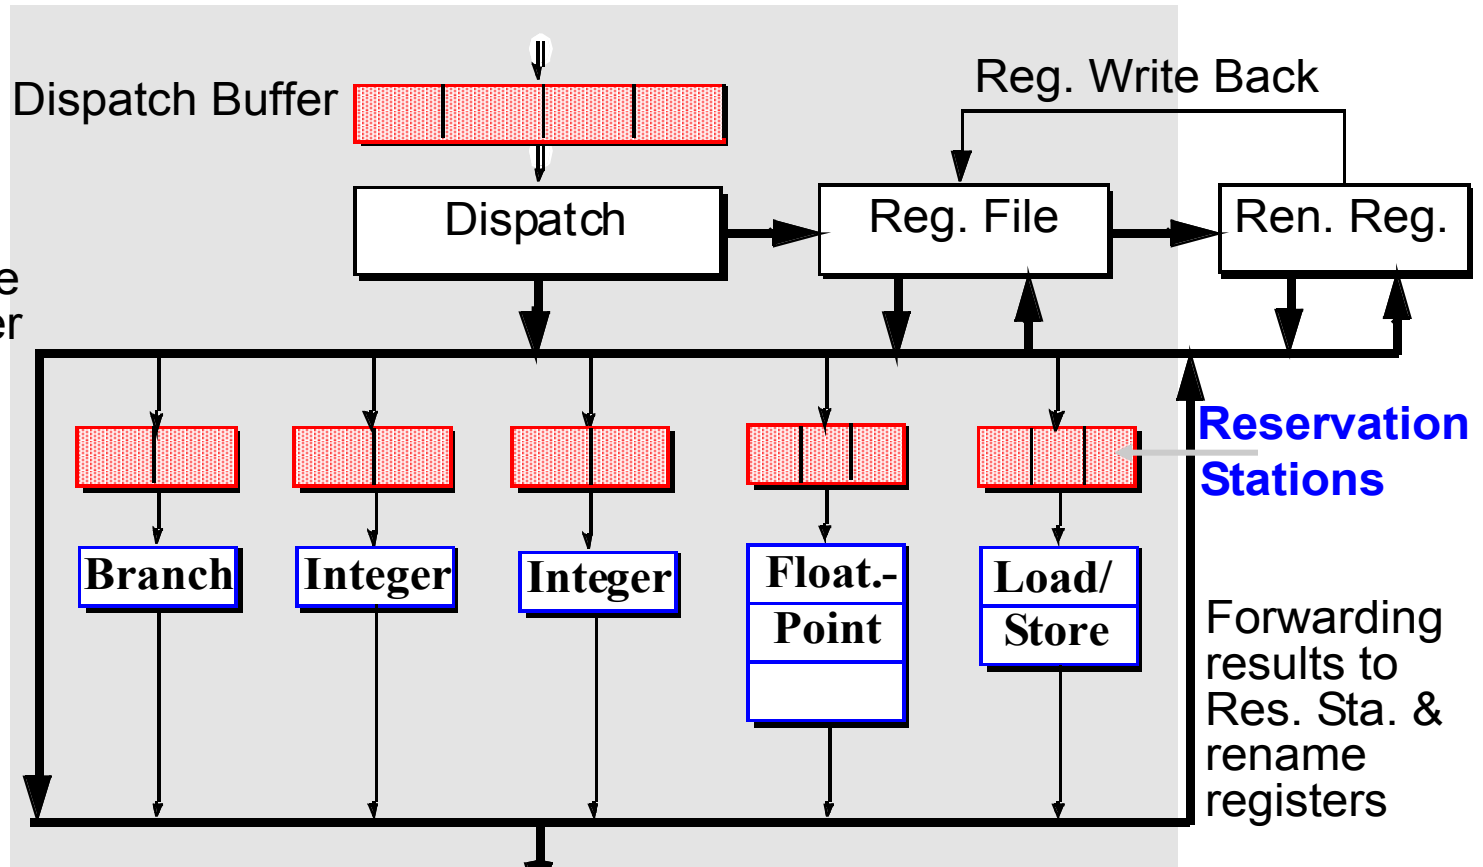 Reg. Write Back
Dispatch Buffer
Dispatch
Reg. File
Ren. Reg.
e
er
Reservation
Stations
Branch
Integer
Integer
Float.-
Point
Load/
Store
Forwarding
results to
Res. Sta. &
rename
registers